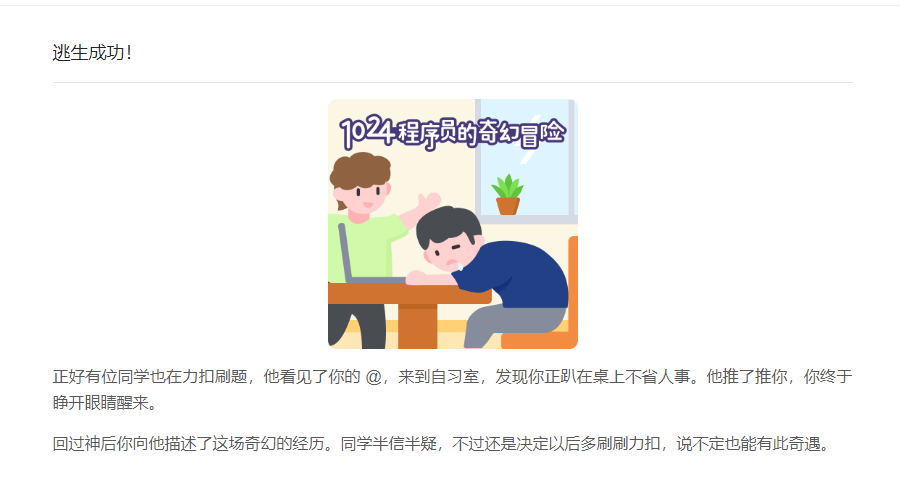 逃生成功！
1024程序员的奇幻冒险
正好有位同学也在力扣刷题，他看见了你的 @，来到自习室，发现你正趴在桌上不省人事。他推了推你，你终于
睁开眼睛醒来。
回过神后你向他描述了这场奇幻的经历。同学半信半疑，不过还是决定以后多刷刷力扣，说不定也能有此奇遇。